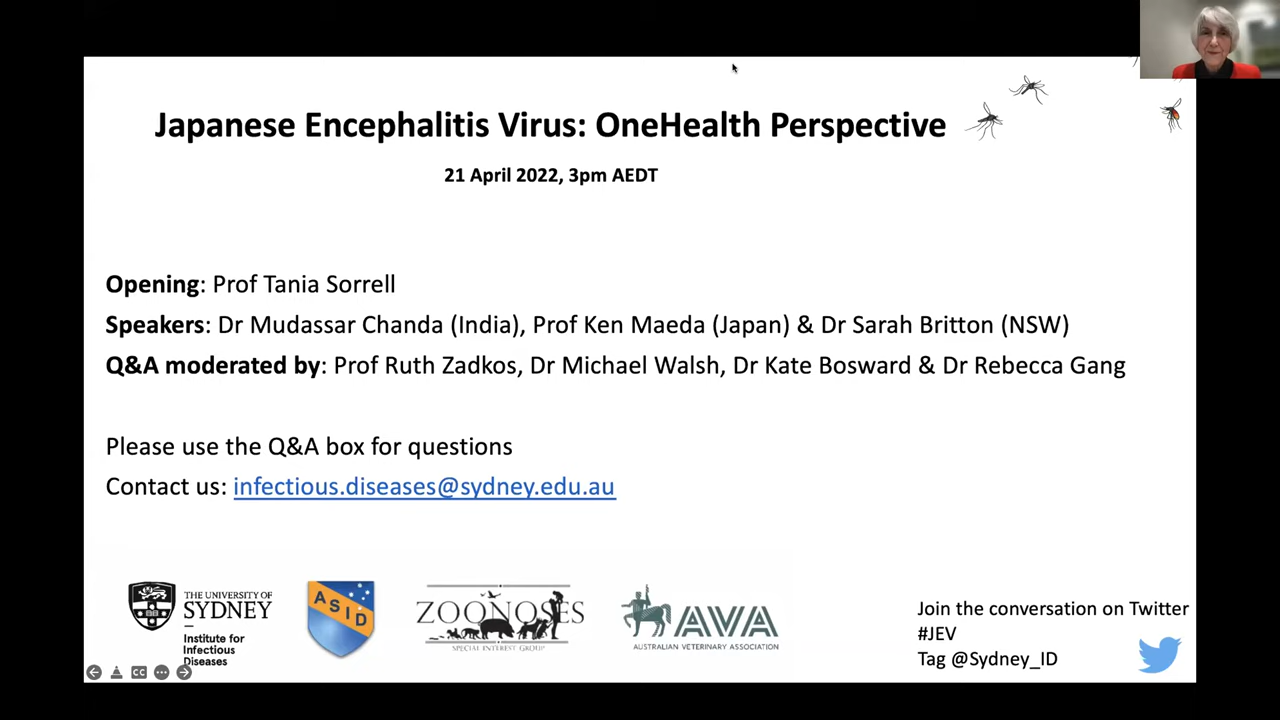 Japanese Encephalitis Virus: OneHealth Perspective
21 April 2022, 3pm AEDT
Opening: Prof Tania Sorrell
Speakers: Dr Mudassar Chanda (India), Prof Ken Maeda (Japan) & Dr Sarah Britton (NSW)
Q&A moderated by: Prof Ruth Zadkos, Dr Michael Walsh, Dr Kate Bosward & Dr Rebecca Gang
Please use the Q&A box for questions
Contact us: infectious.diseases@sydney.edu.au
THE UNIVERSITY OF
SYDNEY
Institute for
Infectious
Diseases
ASID
ZOONOSES
SPECIAL INTEREST GROUP
AVA
AUSTRALIAN VETERINARY ASSOCIATION
Join the conversation on Twitter
#JEV
Tag @Sydney_ID
CC